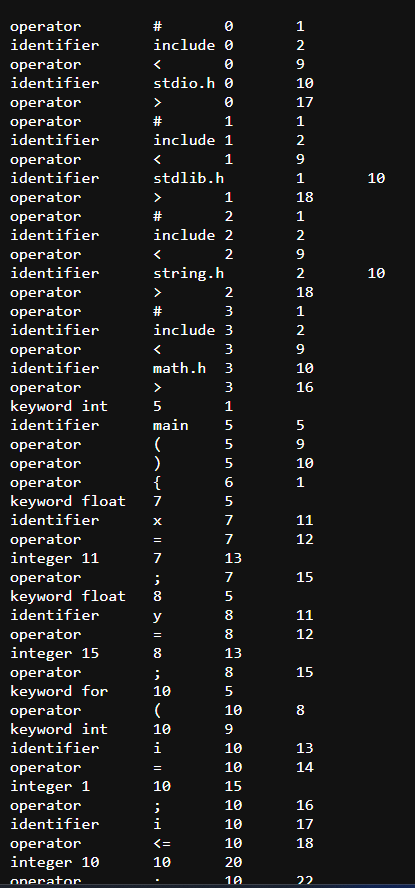 operator # 0 1
identifier include 0 2
operator < 0 9
identifier stdio.h 0 10
operator > 0 17
operator # 1 1
identifier include 1 2
operator < 1 9
identifier stdlib.h 1 10
operator > 1 18
operator # 2 1
identifier include 2 2
operator < 2 9
identifier string.h 2 10
operator > 2 18
operator # 3 1
identifier include 3 2
operator < 3 9
identifier math.h 3 10
operator > 3 16
keyword int 5 1
identifier main 5 5
operator ( 5 9
operator ) 5 10
operator { 6 1
keyword float 7 5
identifier x 7 11
operator = 7 12
integer 11 7 13
operator ; 7 15
keyword float 8 5
identifier y 8 11
operator = 8 12
integer 15 8 13
operator ; 8 15
keyword for 10 5
operator ( 10 8
keyword int 10 9
identifier i 10 13
operator = 10 14
integer 1 10 15
operator ; 10 16
identifier i 10 17
operator <= 10 18
integer 10 10 20
operator ; 10 22